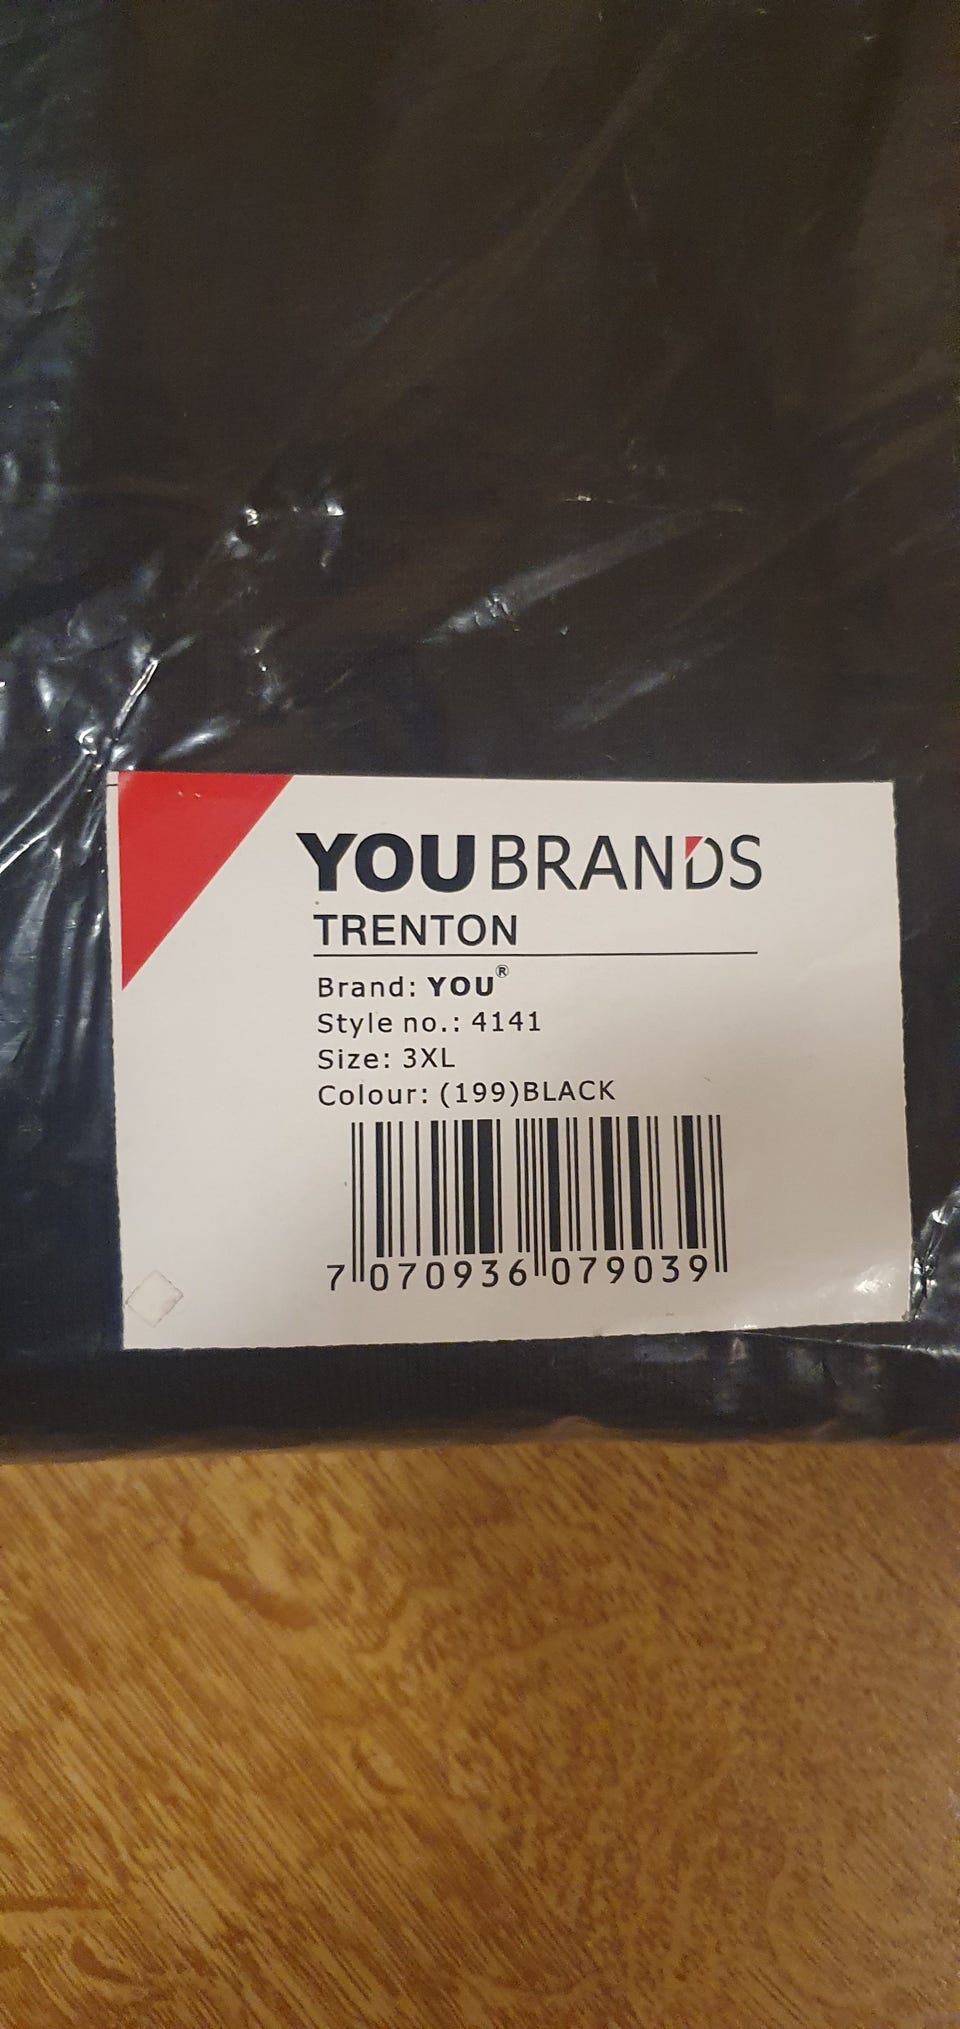 YOUBRANDS
TRENTON
Brand: YOU®
Style no.: 4141
Size: 3XL
Colour: (199)BLACK
7 070936 079039